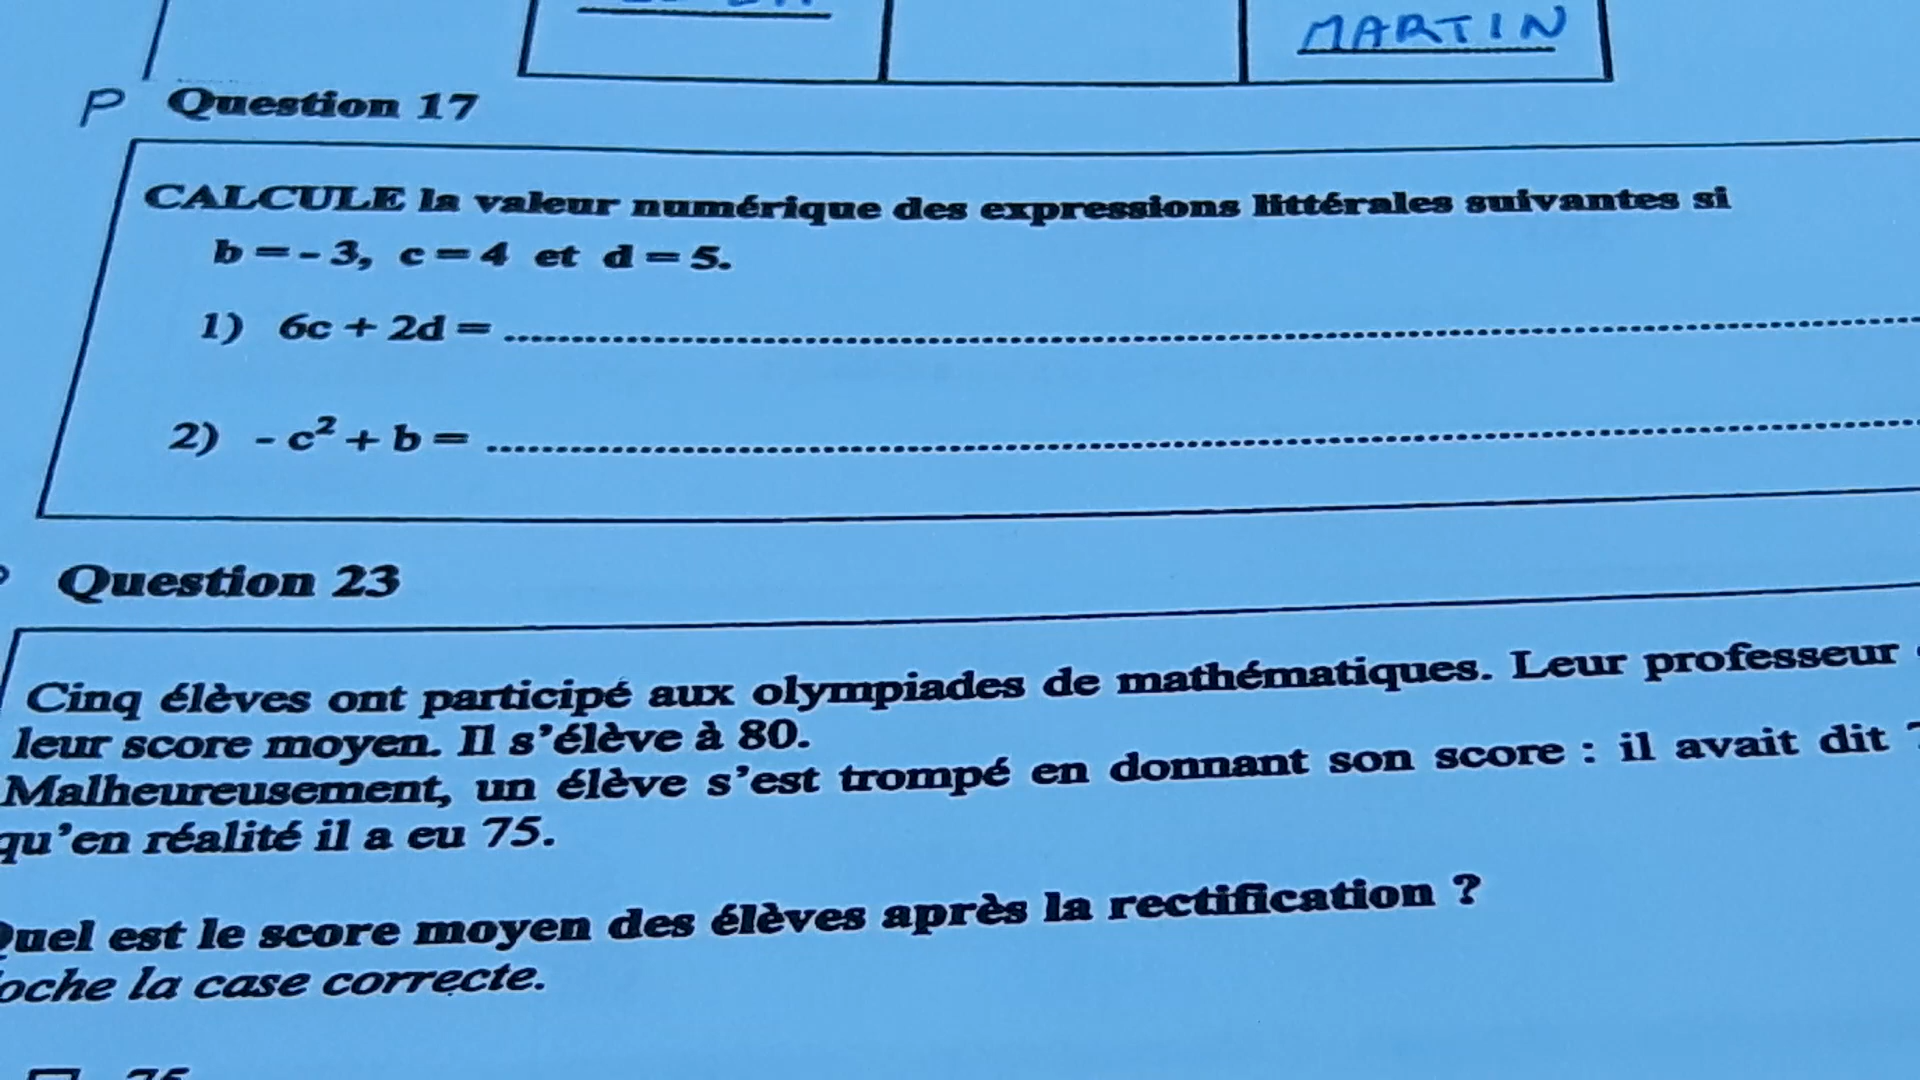 MARTIN
P Question 17
CALCULE la valeur numérique des expressions littérales suivantes si
b = - 3, c = 4 et d = 5.
1) 6c + 2d = ........................................................................
2) - c² + b = ........................................................................
Question 23
Cinq élèves ont participé aux olympiades de mathématiques. Leur professeur
leur score moyen. Il s’élève à 80.
Malheureusement, un élève s’est trompé en donnant son score : il avait dit
qu’en réalité il a eu 75.
Quel est le score moyen des élèves après la rectification ?
oche la case correcte.